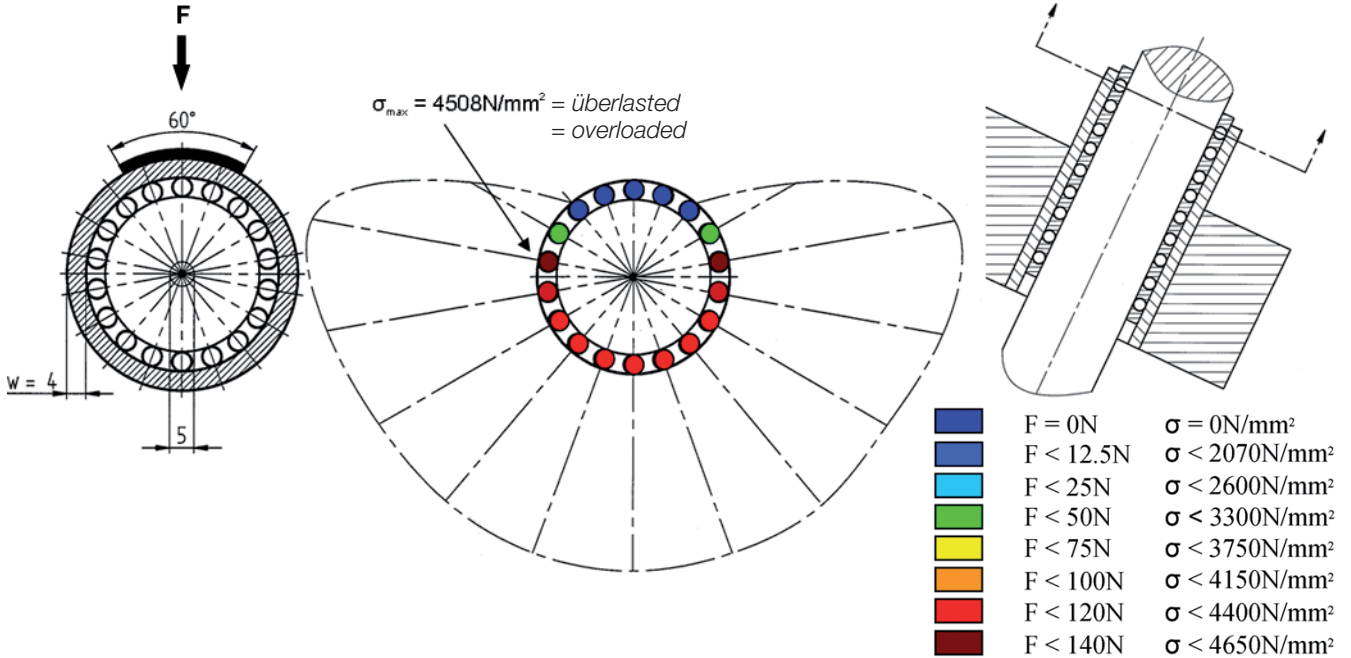 F
60°
W = 4
5
σmax = 4508N/mm² = überlasted
= overloaded
F = 0N σ = 0N/mm²
F < 12.5N σ < 2070N/mm²
F < 25N σ < 2600N/mm²
F < 50N σ < 3300N/mm²
F < 75N σ < 3750N/mm²
F < 100N σ < 4150N/mm²
F < 120N σ < 4400N/mm²
F < 140N σ < 4650N/mm²